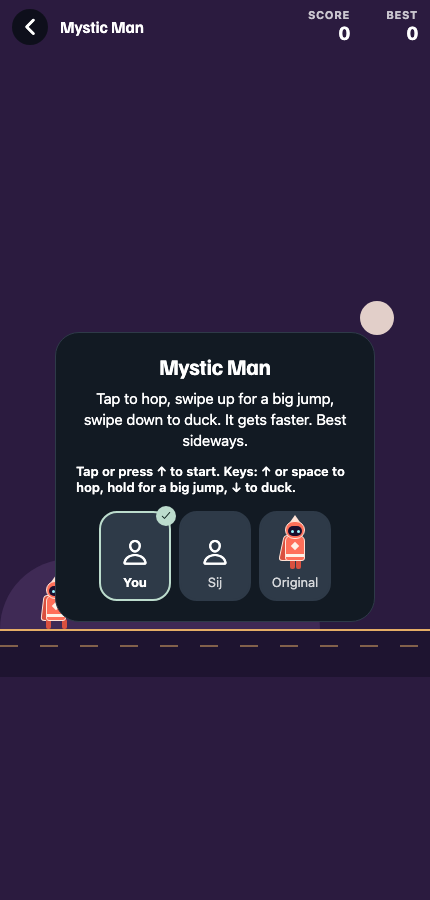 Mystic Man
SCORE
0
BEST
0
Mystic Man
Tap to hop, swipe up for a big jump,
swipe down to duck. It gets faster. Best
sideways.
Tap or press ↑ to start. Keys: ↑ or space to
hop, hold for a big jump, ↓ to duck.
You
Sij
Original